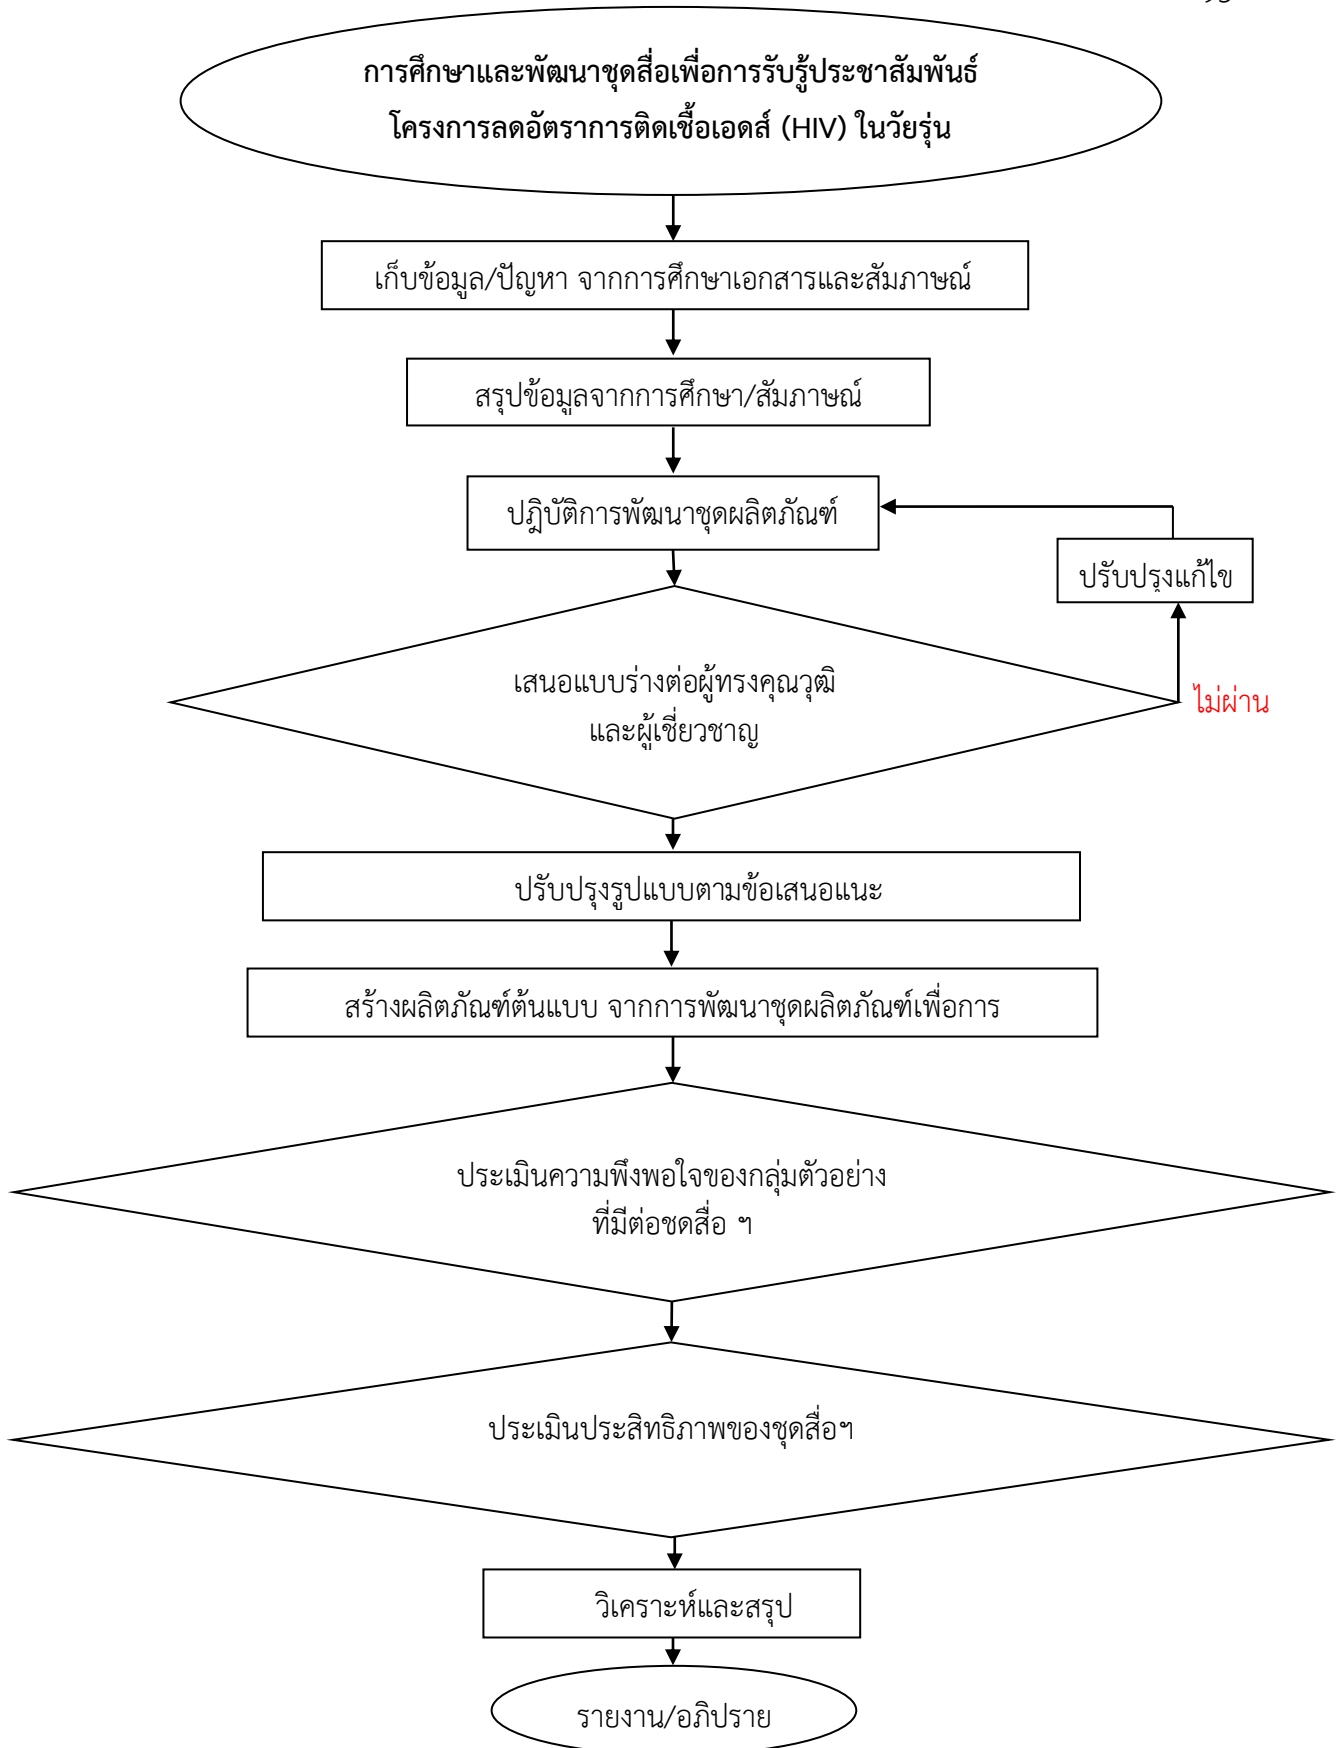 การศึกษาและพัฒนาชุดสื่อเพื่อการรับรู้ประชาสัมพันธ์
โครงการลดอัตราการติดเชื้อเอดส์ (HIV) ในวัยรุ่น
เก็บข้อมูล/ปัญหา จากการศึกษาเอกสารและสัมภาษณ์
สรุปข้อมูลจากการศึกษา/สัมภาษณ์
ปฎิบัติการพัฒนาชุดผลิตภัณฑ์
ปรับปรุงแก้ไข
เสนอแบบร่างต่อผู้ทรงคุณวุฒิ
และผู้เชี่ยวชาญ
ไม่ผ่าน
ปรับปรุงรูปแบบตามข้อเสนอแนะ
สร้างผลิตภัณฑ์ต้นแบบ จากการพัฒนาชุดผลิตภัณฑ์เพื่อการ
ประเมินความพึงพอใจของกลุ่มตัวอย่าง
ที่มีต่อชดสื่อ ฯ
ประเมินประสิทธิภาพของชุดสื่อฯ
วิเคราะห์และสรุป
รายงาน/อภิปราย